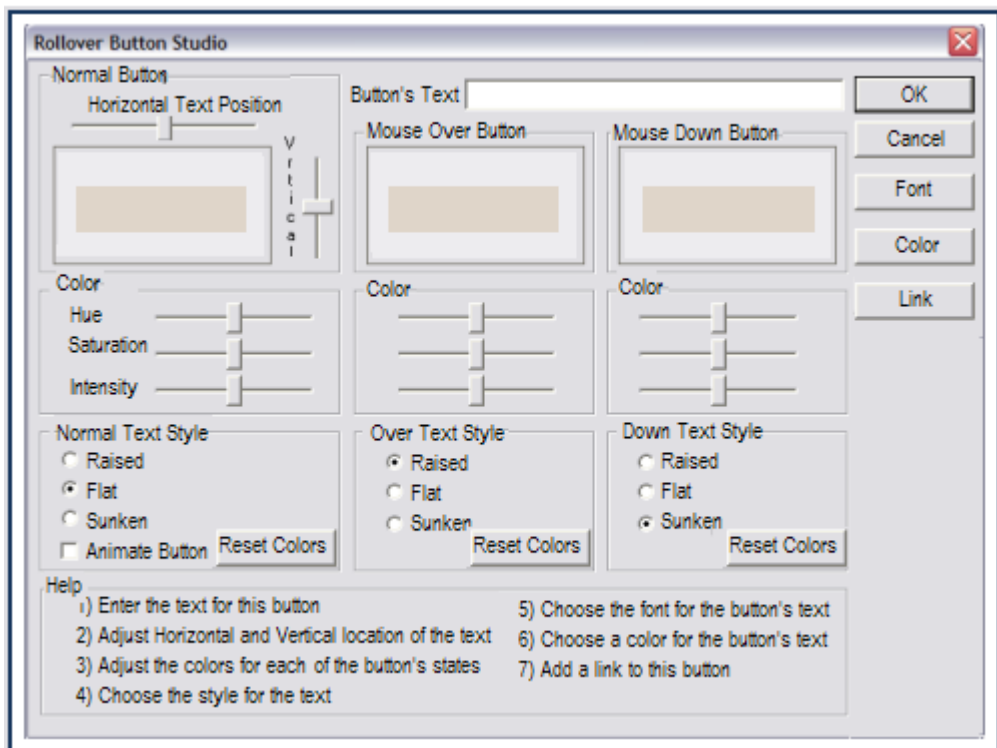 Rollover Button Studio
Normal Button
Horizontal Text Position
Vrtical
Button's Text
Mouse Over Button
Mouse Down Button
OK
Cancel
Font
Color
Link
Color
Hue
Saturation
Intensity
Color
Color
Normal Text Style
Raised
Flat
Sunken
Animate Button
Reset Colors
Over Text Style
Raised
Flat
Sunken
Reset Colors
Down Text Style
Raised
Flat
Sunken
Reset Colors
Help
1) Enter the text for this button
2) Adjust Horizontal and Vertical location of the text
3) Adjust the colors for each of the button's states
4) Choose the style for the text
5) Choose the font for the button's text
6) Choose a color for the button's text
7) Add a link to this button